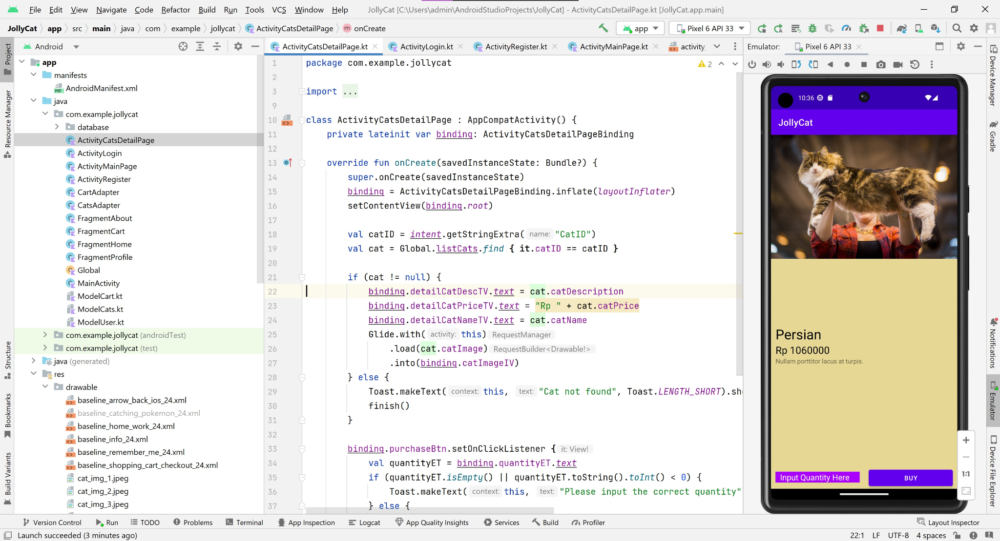 File Edit View Navigate Code Refactor Build Run Tools VCS Window Help JollyCat [C:\Users\admin\AndroidStudioProjects\JollyCat] - ActivityCatsDetailPage.kt [JollyCat.app.main]
JollyCat app src main java com example jollycat ActivityCatsDetailPage onCreate app Pixel 6 API 33
Android
ActivityCatsDetailPage.kt ActivityLogin.kt ActivityRegister.kt ActivityMainPage.kt activity
Emulator: Pixel 6 API 33
Project
Resource Manager
Structure
Bookmarks
Build Variants
app
manifests
AndroidManifest.xml
java
com.example.jollycat
database
ActivityCatsDetailPage
ActivityLogin
ActivityMainPage
ActivityRegister
CartAdapter
CatsAdapter
FragmentAbout
FragmentCart
FragmentHome
FragmentProfile
Global
MainActivity
ModelCart.kt
ModelCats.kt
ModelUser.kt
com.example.jollycat (androidTest)
com.example.jollycat (test)
java (generated)
res
drawable
baseline_arrow_back_ios_24.xml
baseline_catching_pokemon_24.xml
baseline_home_work_24.xml
baseline_info_24.xml
baseline_remember_me_24.xml
baseline_shopping_cart_checkout_24.xml
cat_img_1.jpeg
cat_img_2.jpeg
cat_img_3.jpeg
2
1 package com.example.jollycat
2
3 import ...
9
10 class ActivityCatsDetailPage : AppCompatActivity() {
11 private lateinit var binding: ActivityCatsDetailPageBinding
12
13 override fun onCreate(savedInstanceState: Bundle?) {
14 super.onCreate(savedInstanceState)
15 binding = ActivityCatsDetailPageBinding.inflate(layoutInflater)
16 setContentView(binding.root)
17
18 val catID = intent.getStringExtra( name: "CatID")
19 val cat = Global.listCats.find { it.catID == catID }
20
21 if (cat != null) {
22 binding.detailCatDescTV.text = cat.catDescription
23 binding.detailCatPriceTV.text = "Rp " + cat.catPrice
24 binding.detailCatNameTV.text = cat.catName
25 Glide.with( activity: this) RequestManager
26 .load(cat.catImage) RequestBuilder<Drawable!>
27 .into(binding.catImageIV)
28 } else {
29 Toast.makeText( context: this, text: "Cat not found", Toast.LENGTH_SHORT).sh
30 finish()
31 }
32
33 binding.purchaseBtn.setOnClickListener { it: View!
34 val quantityET = binding.quantityET.text
35 if (quantityET.isEmpty() || quantityET.toString().toInt() < 0) {
36 Toast.makeText( context: this, text: "Please input the correct quantity"
37 } else {
10:36
JollyCat
Persian
Rp 1060000
Nullam porttitor lacus at turpis.
Input Quantity Here BUY
1:1
Device Manager
Gradle
Notifications
Emulator
Device File Explorer
Version Control Run TODO Problems Terminal App Inspection Logcat App Quality Insights Services Build Profiler Layout Inspector
Launch succeeded (3 minutes ago) 22:1 LF UTF-8 4 spaces